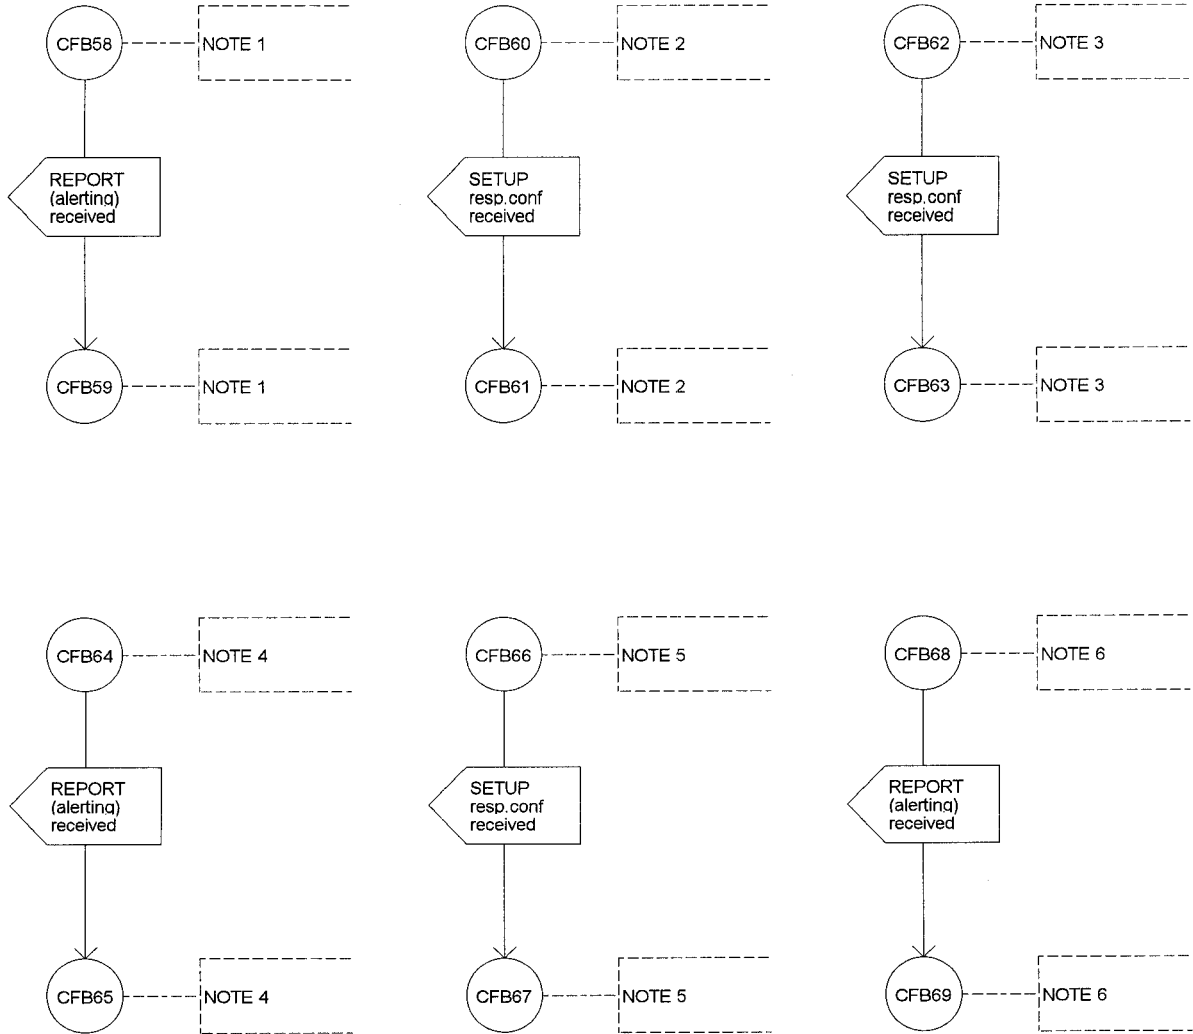 CFB58
NOTE 1
CFB60
NOTE 2
CFB62
NOTE 3
REPORT
(alerting)
received
SETUP
resp.conf
received
SETUP
resp.conf
received
CFB59
NOTE 1
CFB61
NOTE 2
CFB63
NOTE 3
CFB64
NOTE 4
CFB66
NOTE 5
CFB68
NOTE 6
REPORT
(alerting)
received
SETUP
resp.conf
received
REPORT
(alerting)
received
CFB65
NOTE 4
CFB67
NOTE 5
CFB69
NOTE 6